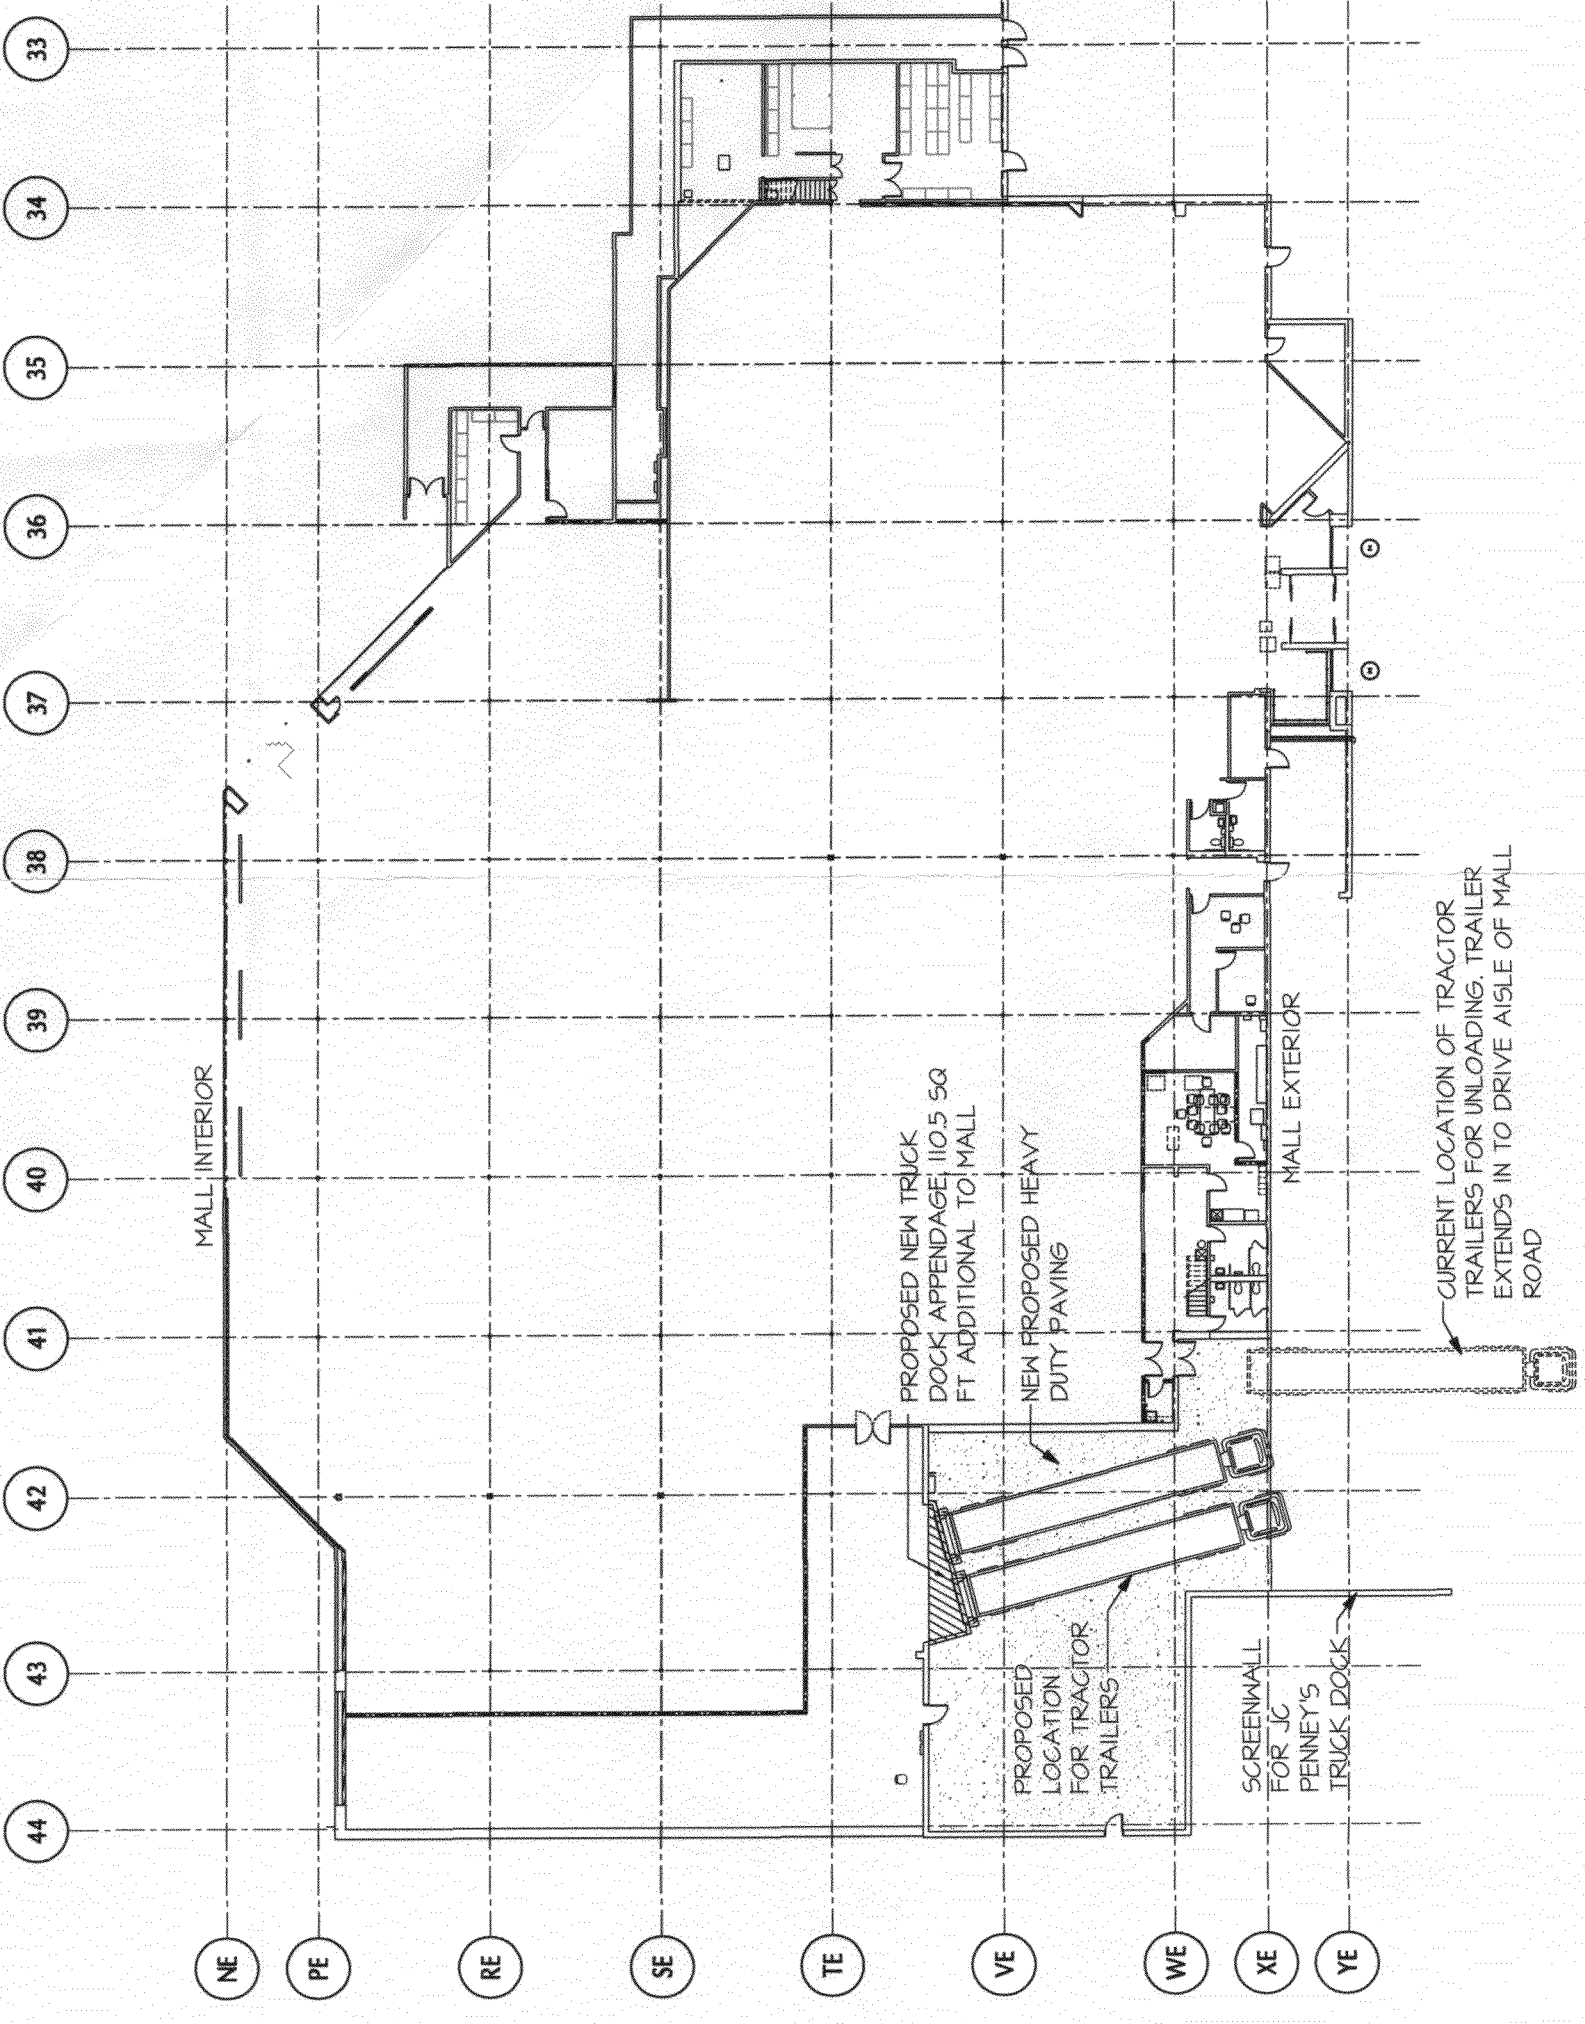 33
34
35
36
37
38
39
40
41
42
43
44
NE
PE
RE
SE
TE
VE
WE
XE
YE
MALL INTERIOR
PROPOSED NEW TRUCK
DOCK APPENDAGE, 110.5 SQ
FT ADDITIONAL TO MALL
NEW PROPOSED HEAVY
DUTY PAVING
MALL EXTERIOR
CURRENT LOCATION OF TRACTOR
TRAILERS FOR UNLOADING. TRAILER
EXTENDS IN TO DRIVE AISLE OF MALL
ROAD
PROPOSED
LOCATION
FOR TRACTOR
TRAILERS
SCREENWALL
FOR JC
PENNEY'S
TRUCK DOCK